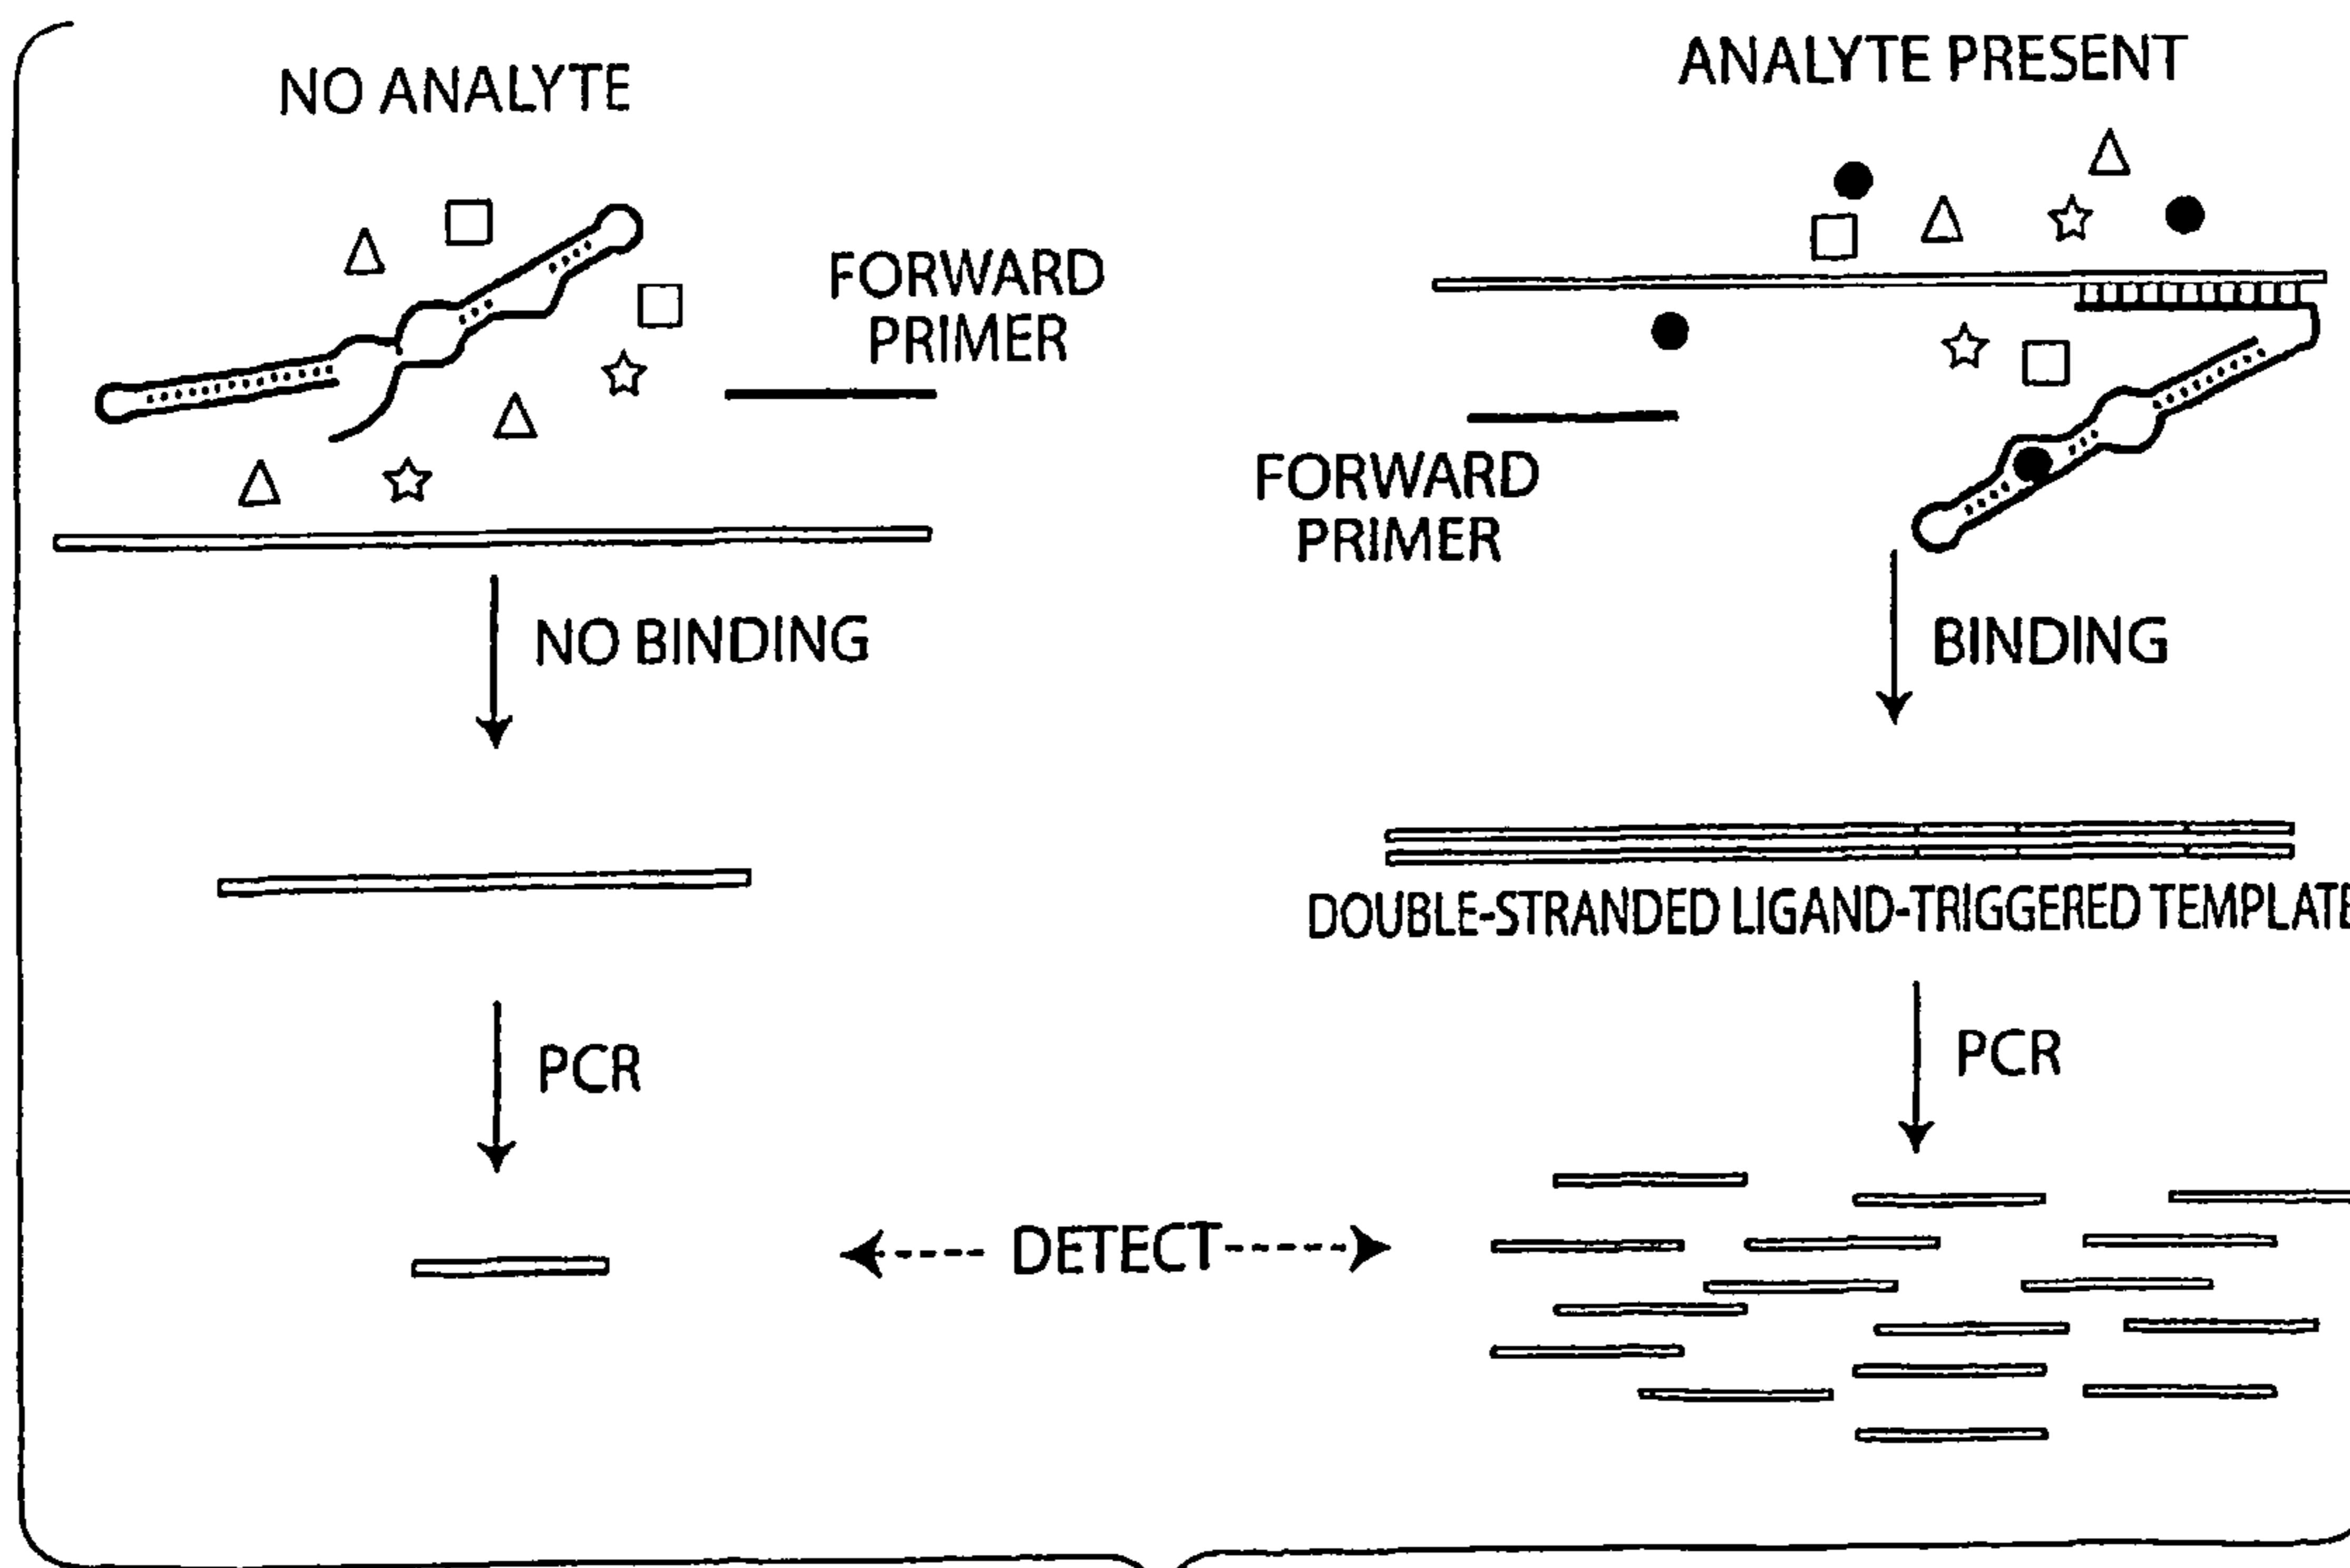 NO ANALYTE
ANALYTE PRESENT
FORWARD
PRIMER
FORWARD
PRIMER
NO BINDING
BINDING
DOUBLE-STRANDED LIGAND-TRIGGERED TEMPLATE
PCR
PCR
DETECT